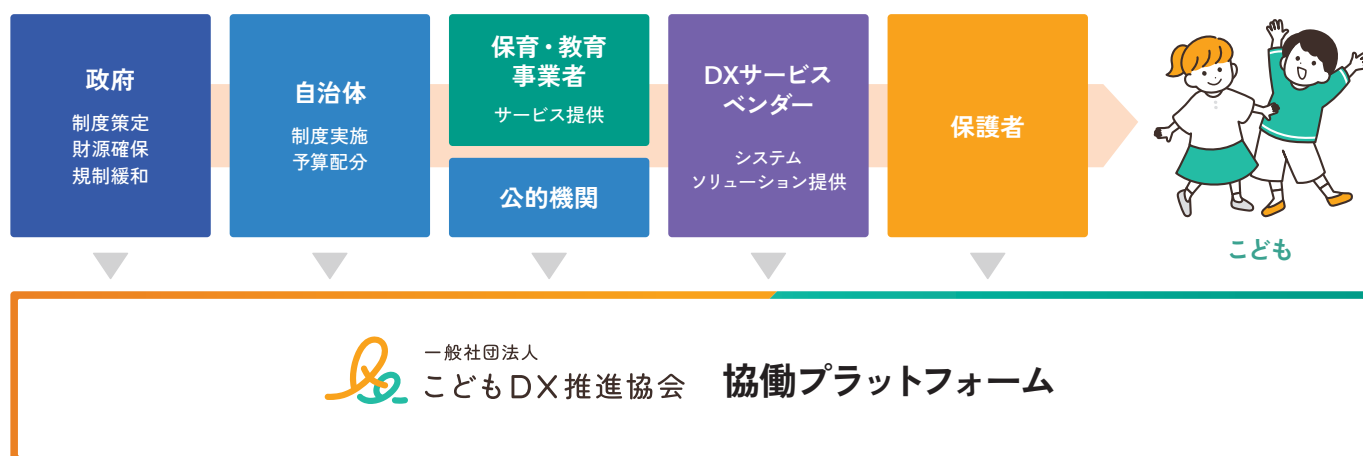 政府
制度策定
財源確保
規制緩和
自治体
制度実施
予算配分
保育・教育
事業者
サービス提供
公的機関
DXサービス
ベンダー
システム
ソリューション提供
保護者
こども
一般社団法人
こどもDX推進協会
協働プラットフォーム